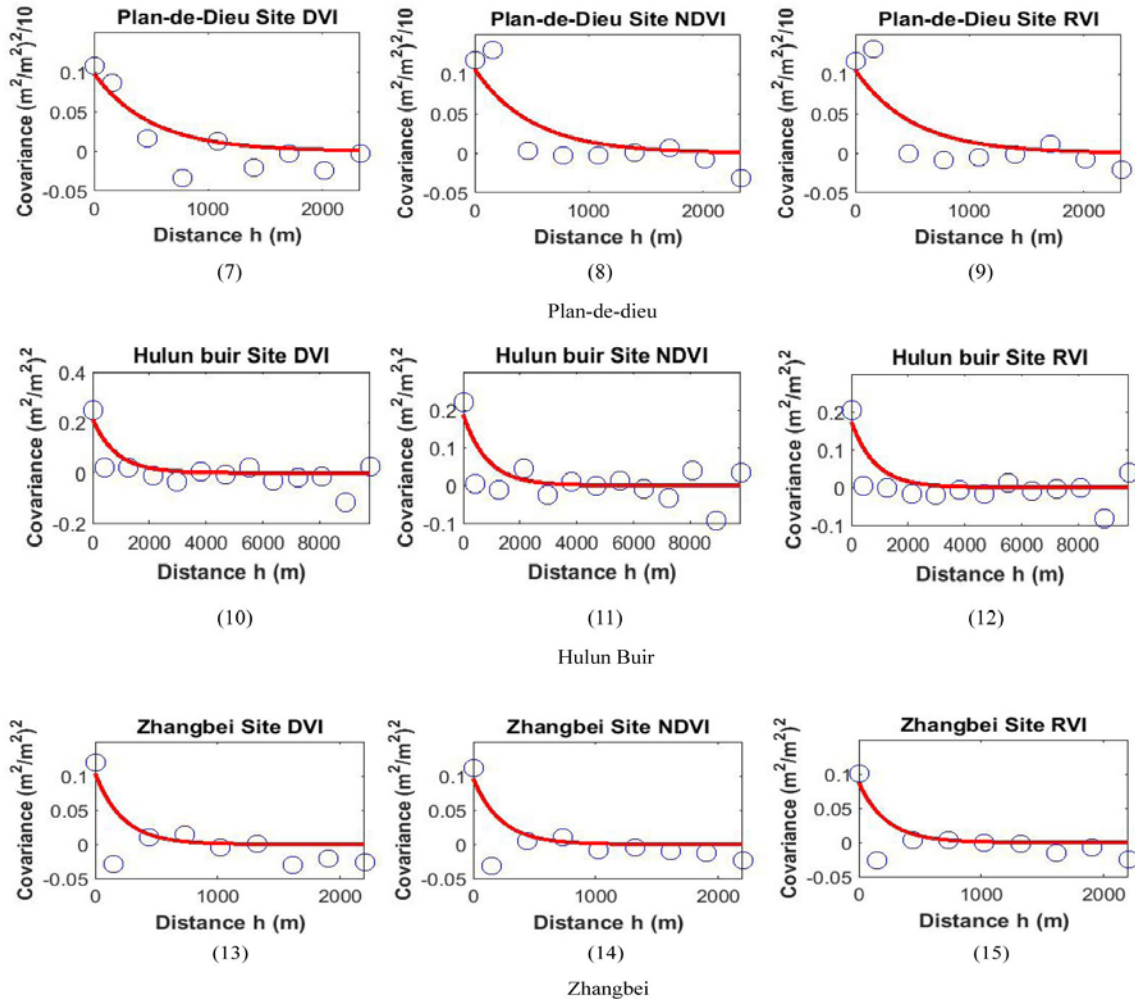 Plan-de-Dieu Site DVI
Covariance (m²/m²)²/10
0.1
0.05
0
-0.05
0 1000 2000
Distance h (m)
(7)
Plan-de-Dieu Site NDVI
Covariance (m²/m²)²/10
0.1
0.05
0
-0.05
0 1000 2000
Distance h (m)
(8)
Plan-de-Dieu Site RVI
Covariance (m²/m²)²/10
0.1
0.05
0
-0.05
0 1000 2000
Distance h (m)
(9)
Plan-de-dieu
Hulun buir Site DVI
Covariance (m²/m²)²
0.4
0.2
0
-0.2
0 2000 4000 6000 8000
Distance h (m)
(10)
Hulun buir Site NDVI
Covariance (m²/m²)²
0.2
0.1
0
-0.1
0 2000 4000 6000 8000
Distance h (m)
(11)
Hulun buir Site RVI
Covariance (m²/m²)²
0.2
0.1
0
-0.1
0 2000 4000 6000 8000
Distance h (m)
(12)
Hulun Buir
Zhangbei Site DVI
Covariance (m²/m²)²
0.1
0.05
0
-0.05
0 1000 2000
Distance h (m)
(13)
Zhangbei Site NDVI
Covariance (m²/m²)²
0.1
0.05
0
-0.05
0 1000 2000
Distance h (m)
(14)
Zhangbei Site RVI
Covariance (m²/m²)²
0.1
0.05
0
-0.05
0 1000 2000
Distance h (m)
(15)
Zhangbei